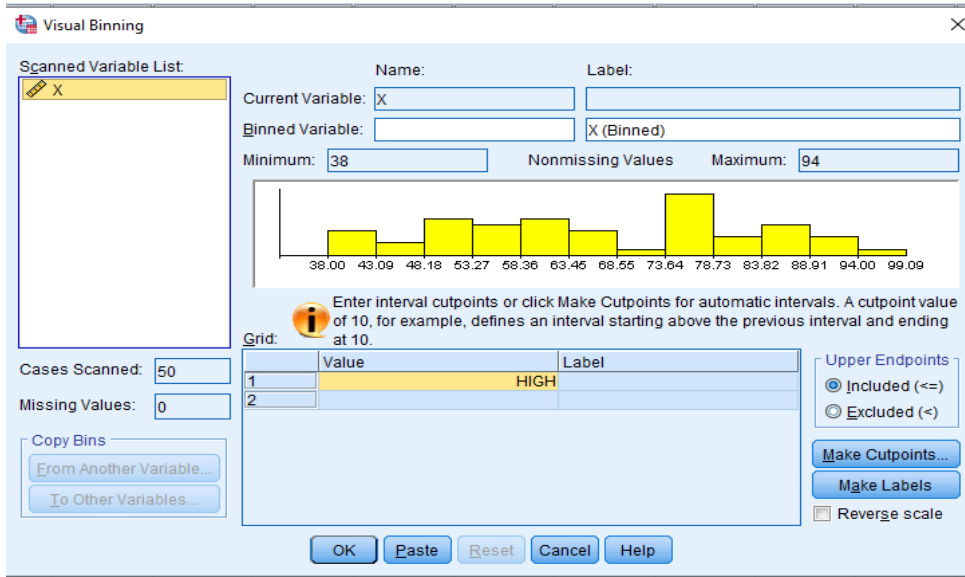 Visual Binning
Scanned Variable List:
X
Name: Label:
Current Variable: X
Binned Variable: X (Binned)
Minimum: 38 Nonmissing Values Maximum: 94
38.00 43.09 48.18 53.27 58.36 63.45 68.55 73.64 78.73 83.82 88.91 94.00 99.09
Enter interval cutpoints or click Make Cutpoints for automatic intervals. A cutpoint value
of 10, for example, defines an interval starting above the previous interval and ending
at 10.
Grid:
Value Label
1 HIGH
2
Cases Scanned: 50
Missing Values: 0
Copy Bins
From Another Variable...
To Other Variables...
Upper Endpoints
Included (<=)
Excluded (<)
Make Cutpoints...
Make Labels
Reverse scale
OK Paste Reset Cancel Help